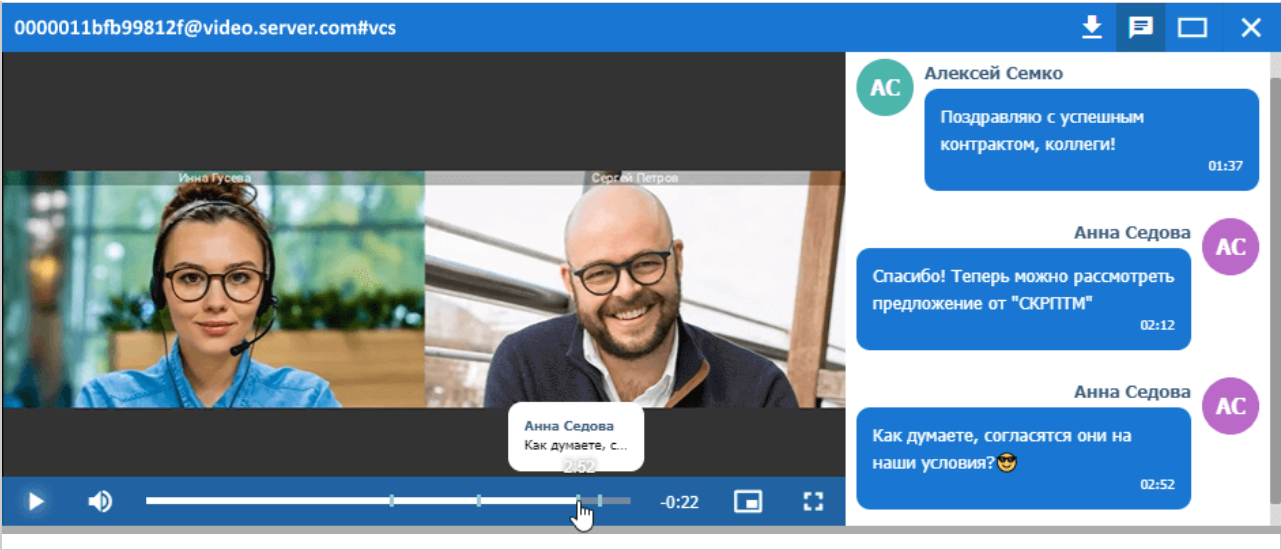 0000011bfb99812f@video.server.com#vcs
Инна Гусева
Сергей Петров
Анна Седова
Как думаете, с...
2:52
-0:22
АС
Алексей Семко
Поздравляю с успешным
контрактом, коллеги!
01:37
Анна Седова
АС
Спасибо! Теперь можно рассмотреть
предложение от "СКРПТМ"
02:12
Анна Седова
АС
Как думаете, согласятся они на
наши условия?😎
02:52